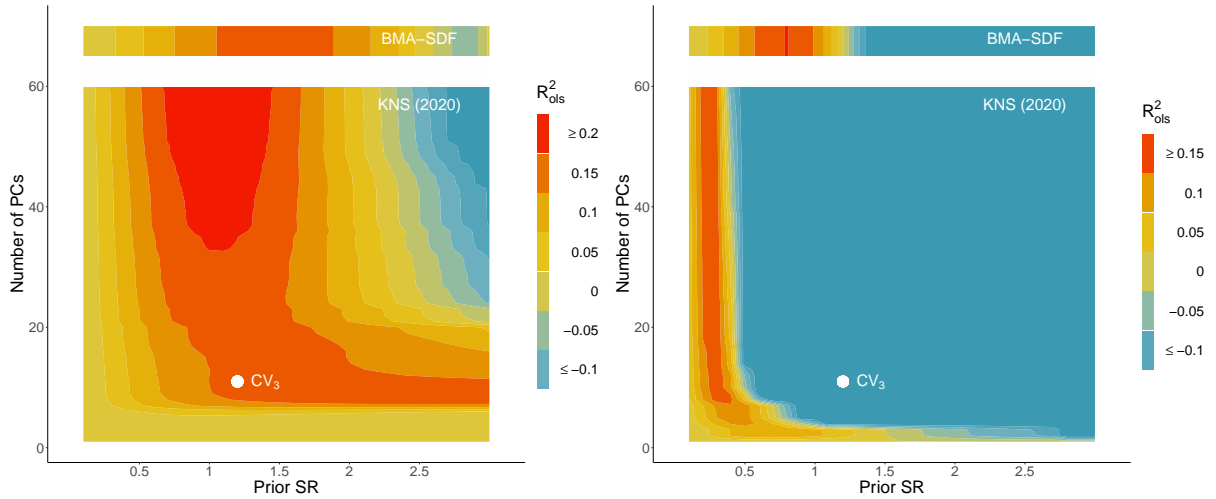 BMA−SDF
KNS (2020)
CV3
Number of PCs
60
40
20
0
0.5
1
1.5
2
2.5
Prior SR
R²ols
≥ 0.2
0.15
0.1
0.05
0
−0.05
≤ −0.1
BMA−SDF
KNS (2020)
CV3
Number of PCs
60
40
20
0
0.5
1
1.5
2
2.5
Prior SR
R²ols
≥ 0.15
0.1
0.05
0
−0.05
≤ −0.1